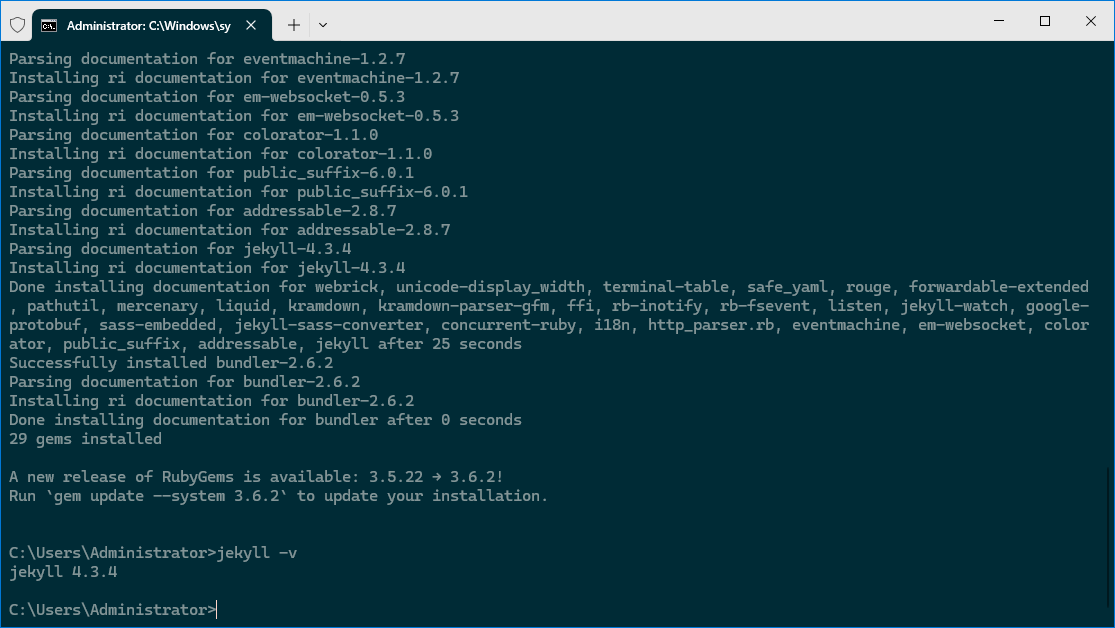 Administrator: C:\Windows\sy
Parsing documentation for eventmachine-1.2.7
Installing ri documentation for eventmachine-1.2.7
Parsing documentation for em-websocket-0.5.3
Installing ri documentation for em-websocket-0.5.3
Parsing documentation for colorator-1.1.0
Installing ri documentation for colorator-1.1.0
Parsing documentation for public_suffix-6.0.1
Installing ri documentation for public_suffix-6.0.1
Parsing documentation for addressable-2.8.7
Installing ri documentation for addressable-2.8.7
Parsing documentation for jekyll-4.3.4
Installing ri documentation for jekyll-4.3.4
Done installing documentation for webrick, unicode-display_width, terminal-table, safe_yaml, rouge, forwardable-extended
, pathutil, mercenary, liquid, kramdown, kramdown-parser-gfm, ffi, rb-inotify, rb-fsevent, listen, jekyll-watch, google-
protobuf, sass-embedded, jekyll-sass-converter, concurrent-ruby, i18n, http_parser.rb, eventmachine, em-websocket, color
ator, public_suffix, addressable, jekyll after 25 seconds
Successfully installed bundler-2.6.2
Parsing documentation for bundler-2.6.2
Installing ri documentation for bundler-2.6.2
Done installing documentation for bundler after 0 seconds
29 gems installed
A new release of RubyGems is available: 3.5.22 → 3.6.2!
Run `gem update --system 3.6.2` to update your installation.
C:\Users\Administrator>jekyll -v
jekyll 4.3.4
C:\Users\Administrator>